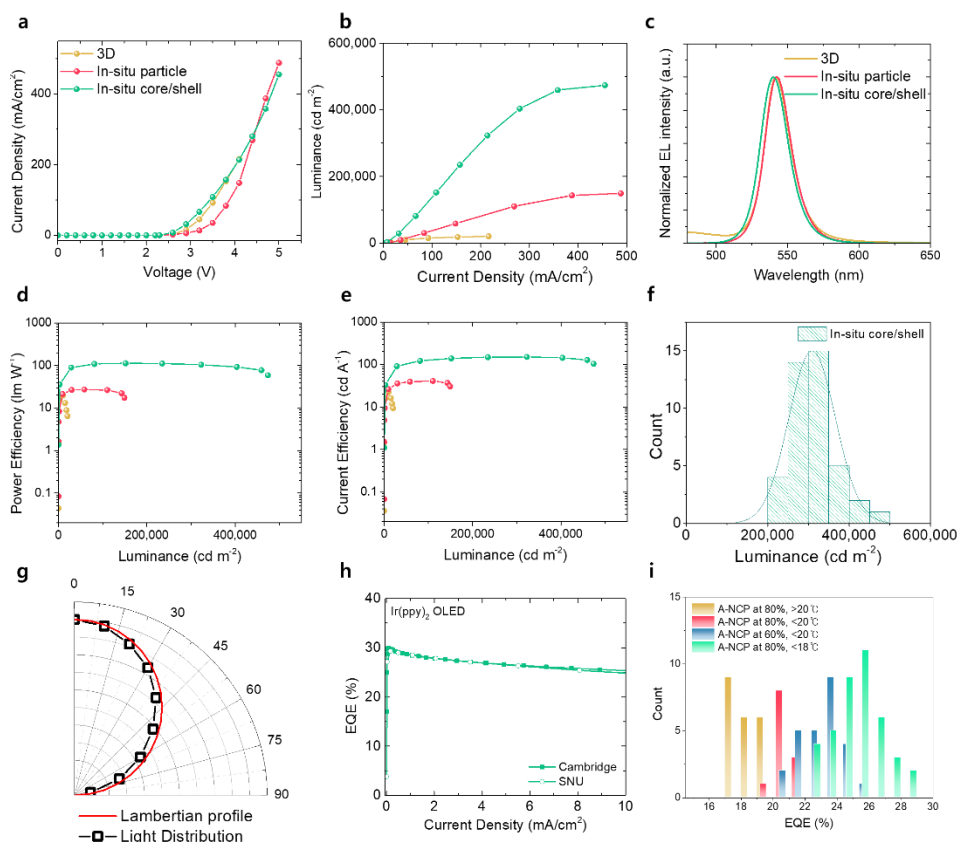 a
3D
In-situ particle
In-situ core/shell
Current Density (mA/cm²)
400
200
0
0 1 2 3 4 5
Voltage (V)
b
600,000
400,000
200,000
0
Luminance (cd m⁻²)
0 100 200 300 400 500
Current Density (mA/cm²)
c
3D
In-situ particle
In-situ core/shell
Normalized EL intensity (a.u.)
500 550 600 650
Wavelength (nm)
d
1000
100
10
1
0.1
Power Efficiency (lm W⁻¹)
0 200,000 400,000
Luminance (cd m⁻²)
e
1000
100
10
1
0.1
Current Efficiency (cd A⁻¹)
0 200,000 400,000
Luminance (cd m⁻²)
f
In-situ core/shell
15
10
5
0
Count
0 200,000 400,000 600,000
Luminance (cd m⁻²)
g
0
15
30
45
60
75
90
Lambertian profile
Light Distribution
h
Ir(ppy)₂ OLED
40
30
20
10
0
EQE (%)
Cambridge
SNU
0 2 4 6 8 10
Current Density (mA/cm²)
i
15
10
5
0
Count
A-NCP at 80%, >20℃
A-NCP at 80%, <20℃
A-NCP at 60%, <20℃
A-NCP at 80%, <18℃
16 18 20 22 24 26 28 30
EQE (%)